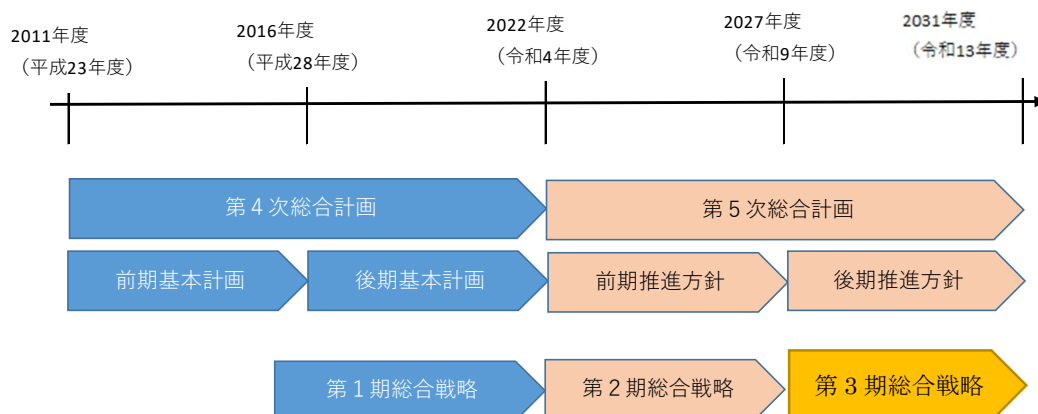 2011年度
（平成23年度）
2016年度
（平成28年度）
2022年度
（令和4年度）
2027年度
（令和9年度）
2031年度
（令和13年度）
第４次総合計画
第５次総合計画
前期基本計画
後期基本計画
前期推進方針
後期推進方針
第１期総合戦略
第２期総合戦略
第３期総合戦略